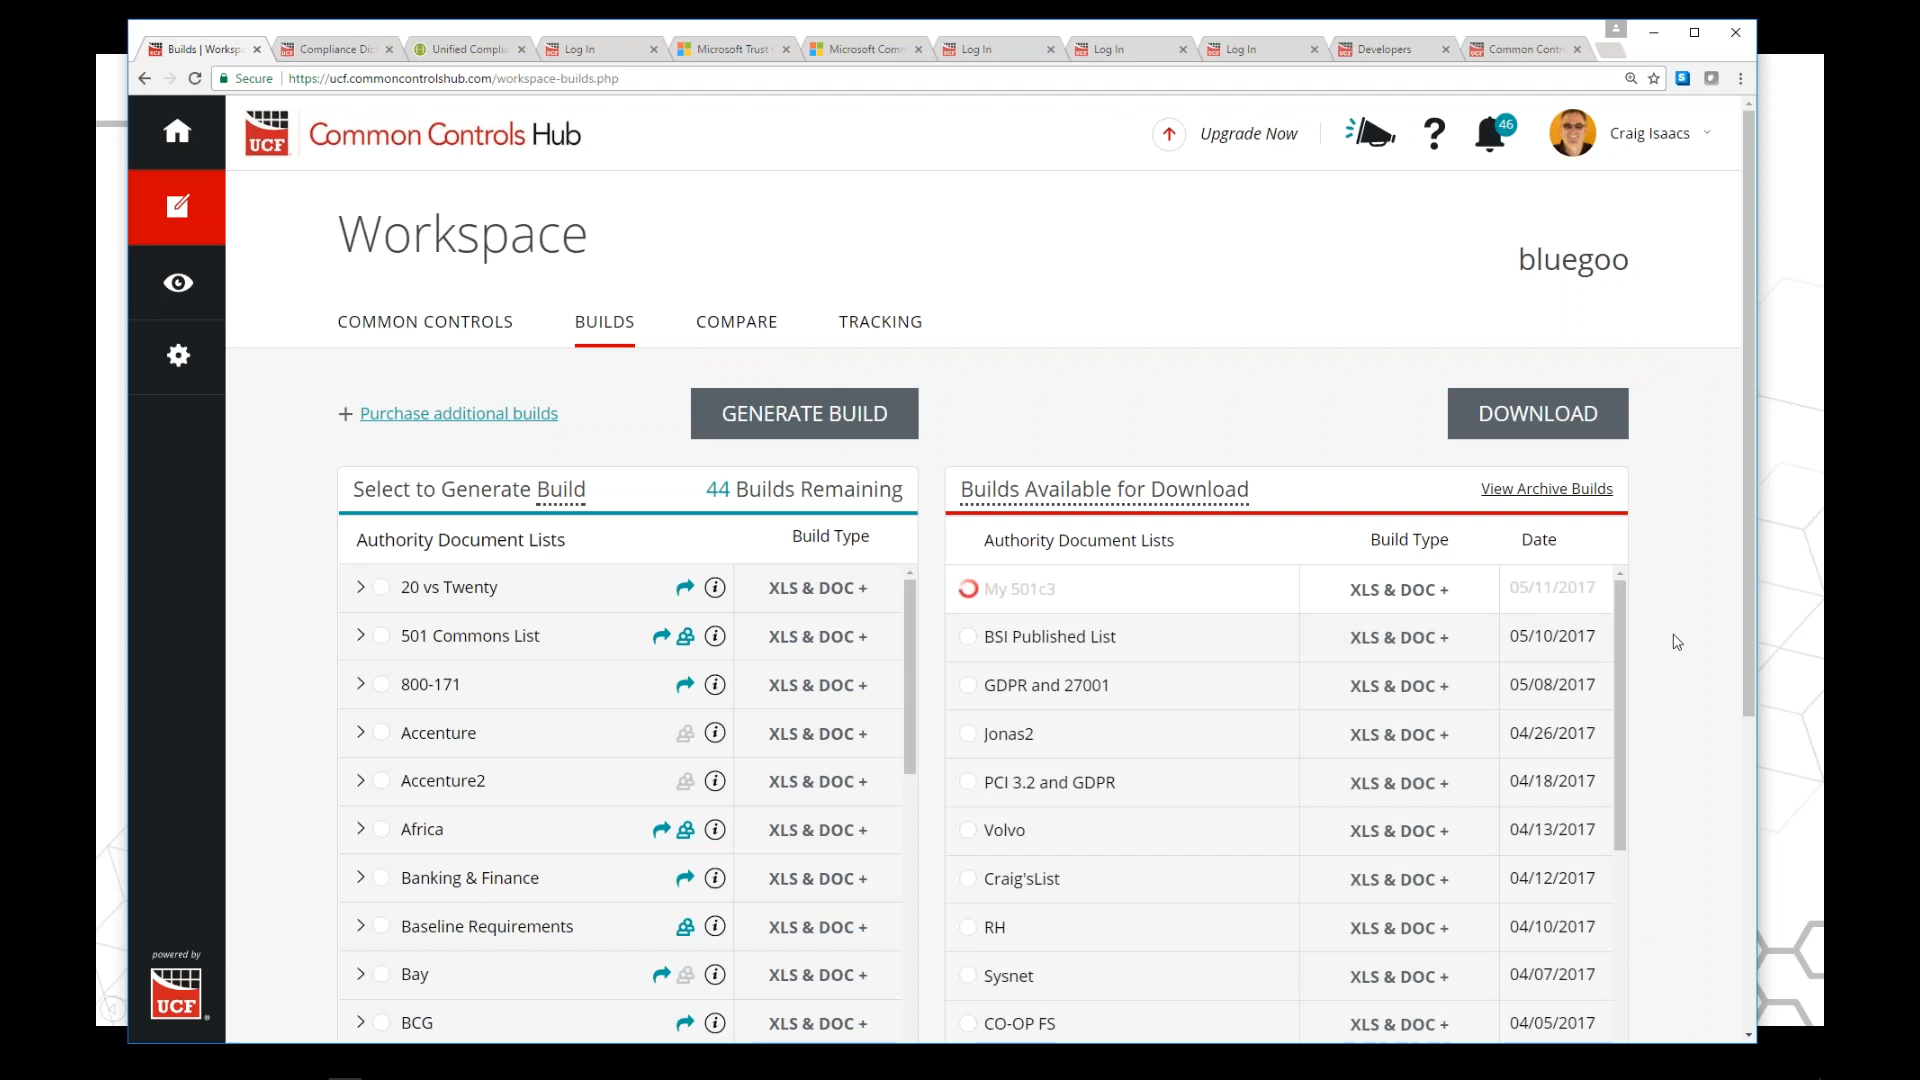 Builds | Workspa
Compliance Dic
Unified Complia
Log In
Microsoft Trust
Microsoft Comm
Log In
Log In
Log In
Developers
Common Contr
Secure
https://ucf.commoncontrolshub.com/workspace-builds.php
UCF
Common Controls Hub
Upgrade Now
?
46
Craig Isaacs
Workspace
bluegoo
COMMON CONTROLS
BUILDS
COMPARE
TRACKING
+ Purchase additional builds
GENERATE BUILD
DOWNLOAD
Select to Generate Build
44 Builds Remaining
Authority Document Lists
Build Type
20 vs Twenty i XLS & DOC +
501 Commons List i XLS & DOC +
800-171 i XLS & DOC +
Accenture i XLS & DOC +
Accenture2 i XLS & DOC +
Africa i XLS & DOC +
Banking & Finance i XLS & DOC +
Baseline Requirements i XLS & DOC +
Bay i XLS & DOC +
BCG i XLS & DOC +
Builds Available for Download
View Archive Builds
Authority Document Lists
Build Type
Date
My 501c3 XLS & DOC + 05/11/2017
BSI Published List XLS & DOC + 05/10/2017
GDPR and 27001 XLS & DOC + 05/08/2017
Jonas2 XLS & DOC + 04/26/2017
PCI 3.2 and GDPR XLS & DOC + 04/18/2017
Volvo XLS & DOC + 04/13/2017
Craig'sList XLS & DOC + 04/12/2017
RH XLS & DOC + 04/10/2017
Sysnet XLS & DOC + 04/07/2017
CO-OP FS XLS & DOC + 04/05/2017
powered by
UCF